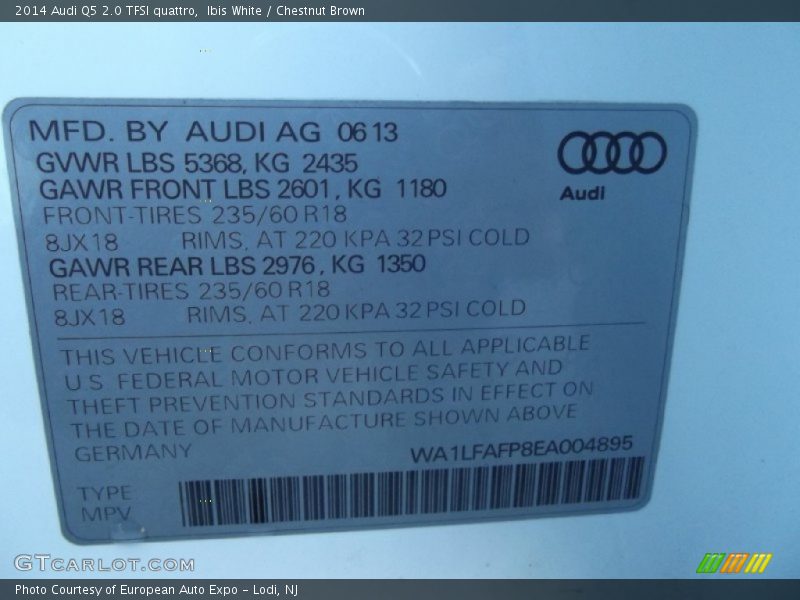 2014 Audi Q5 2.0 TFSI quattro,  Ibis White / Chestnut Brown
MFD. BY AUDI AG 06 13
GVWR LBS 5368, KG 2435
GAWR FRONT LBS 2601, KG 1180
FRONT-TIRES 235/60 R18
8JX18 RIMS, AT 220 KPA 32 PSI COLD
GAWR REAR LBS 2976, KG 1350
REAR-TIRES 235/60 R18
8JX18 RIMS, AT 220 KPA 32 PSI COLD
Audi
THIS VEHICLE CONFORMS TO ALL APPLICABLE
U S FEDERAL MOTOR VEHICLE SAFETY AND
THEFT PREVENTION STANDARDS IN EFFECT ON
THE DATE OF MANUFACTURE SHOWN ABOVE
GERMANY WA1LFAFP8EA004895
TYPE
MPV
GTCARLOT.COM
Photo Courtesy of European Auto Expo - Lodi, NJ